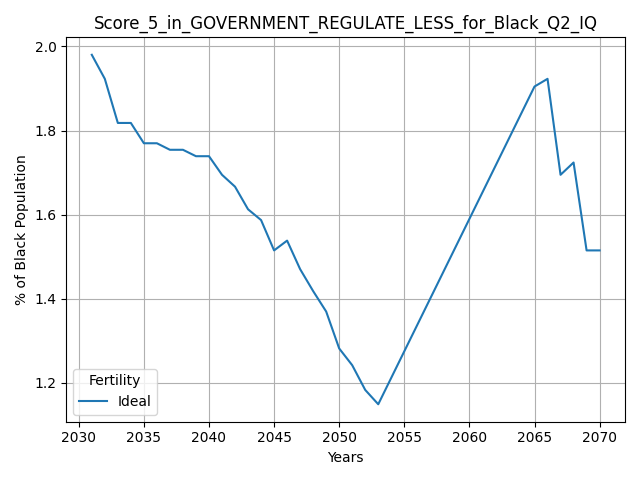 Score_5_in_GOVERNMENT_REGULATE_LESS_for_Black_Q2_IQ
% of Black Population
2.0
1.8
1.6
1.4
1.2
Fertility
Ideal
2030 2035 2040 2045 2050 2055 2060 2065 2070
Years